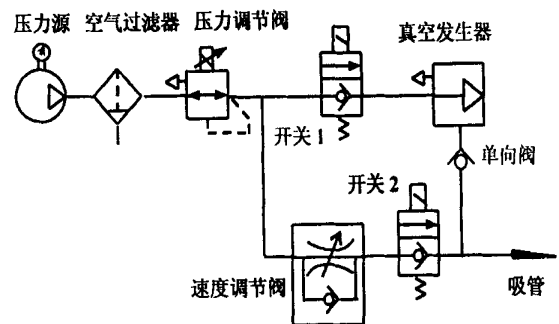 压力源 空气过滤器 压力调节阀
真空发生器
开关1
单向阀
开关2
速度调节阀
吸管